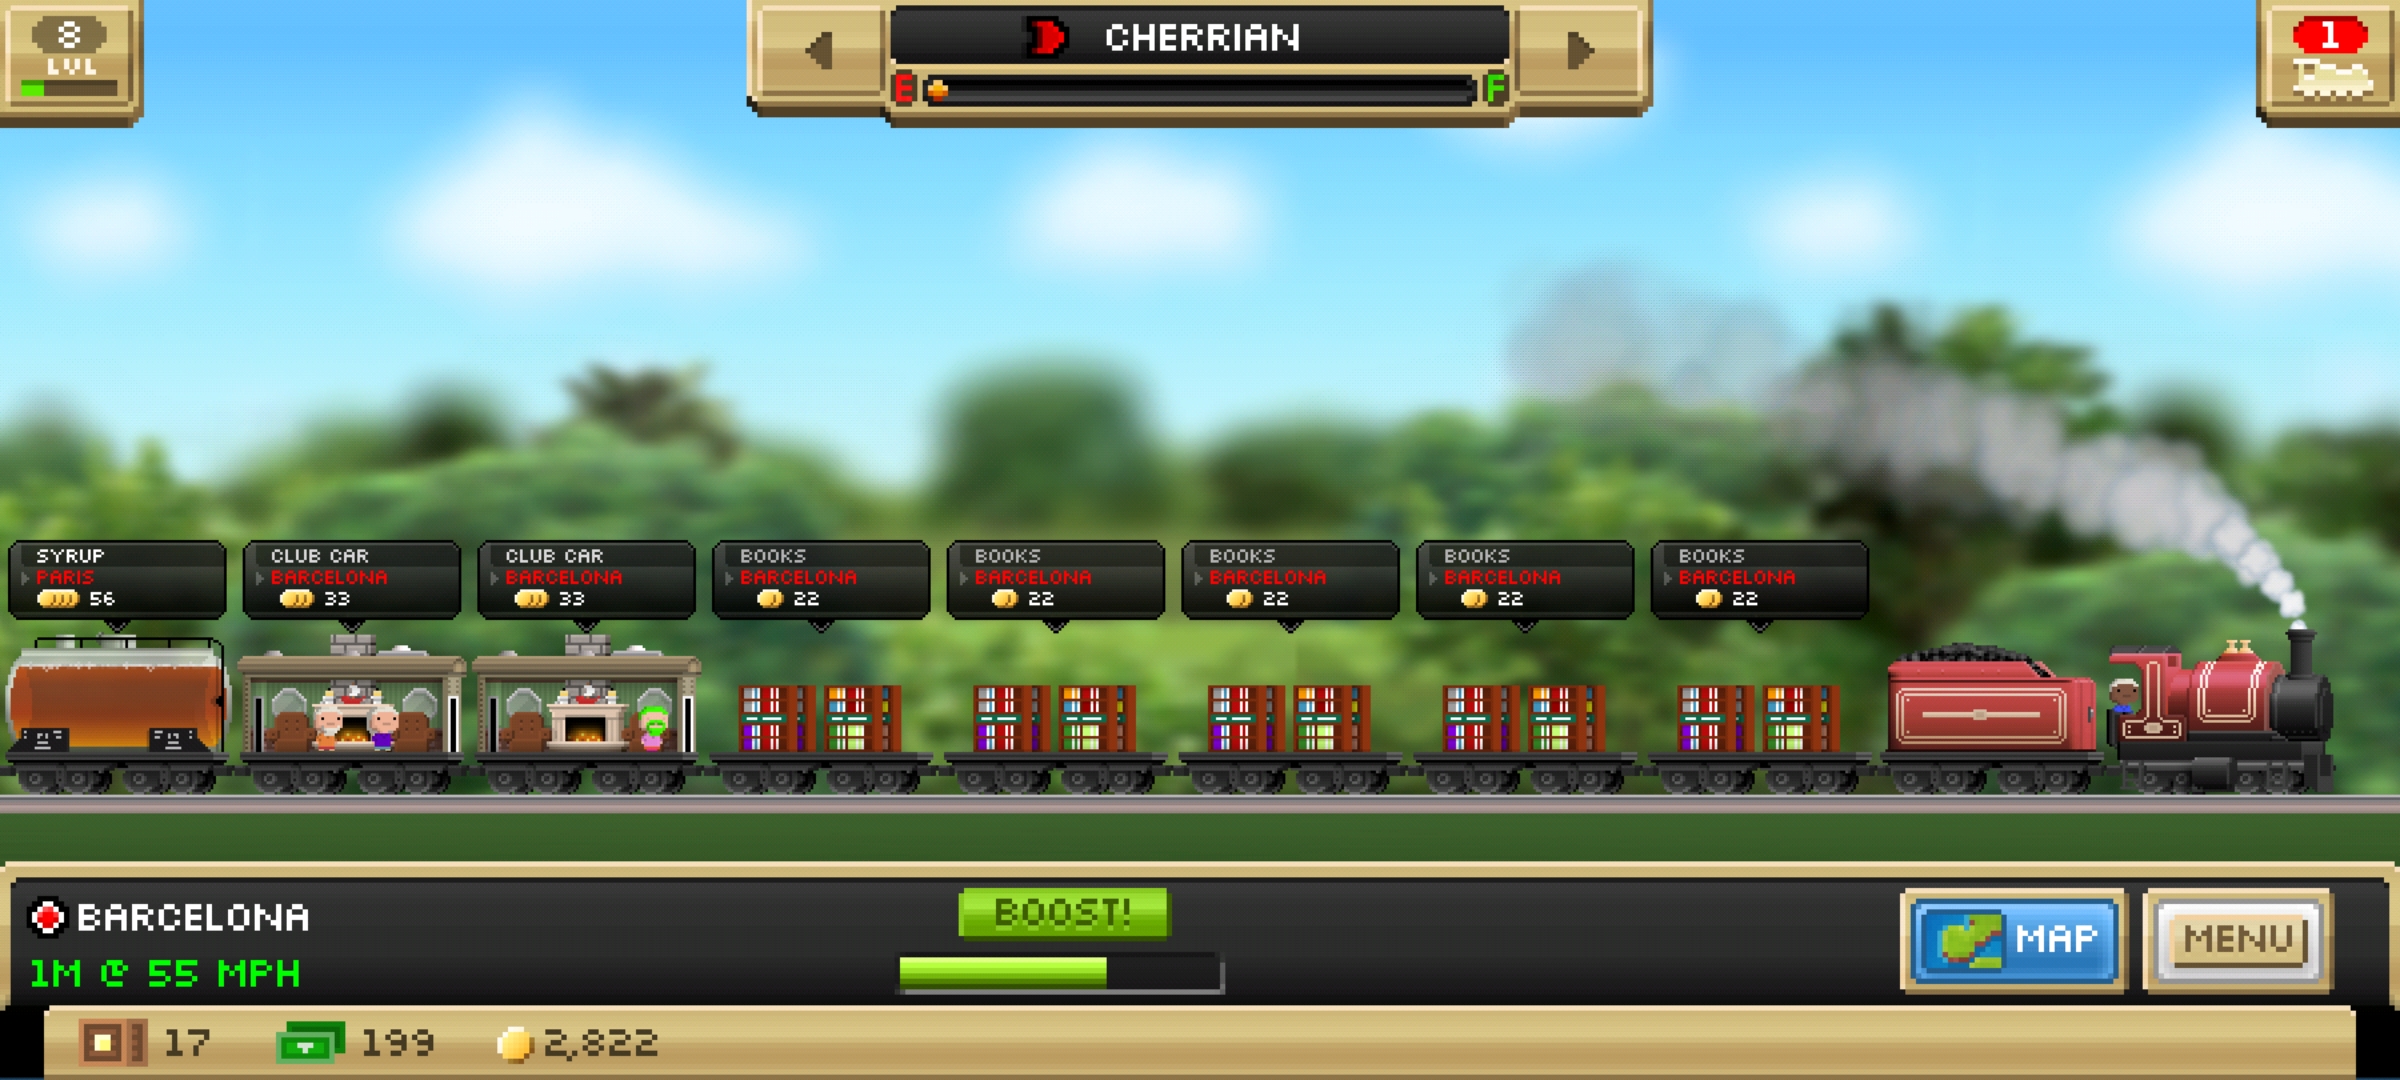 8
LVL
CHERRIAN
E F
1
SYRUP
PARIS
56
CLUB CAR
BARCELONA
33
CLUB CAR
BARCELONA
33
BOOKS
BARCELONA
22
BOOKS
BARCELONA
22
BOOKS
BARCELONA
22
BOOKS
BARCELONA
22
BOOKS
BARCELONA
22
BARCELONA
1M @ 55 MPH
BOOST!
MAP
MENU
17 199 2,822